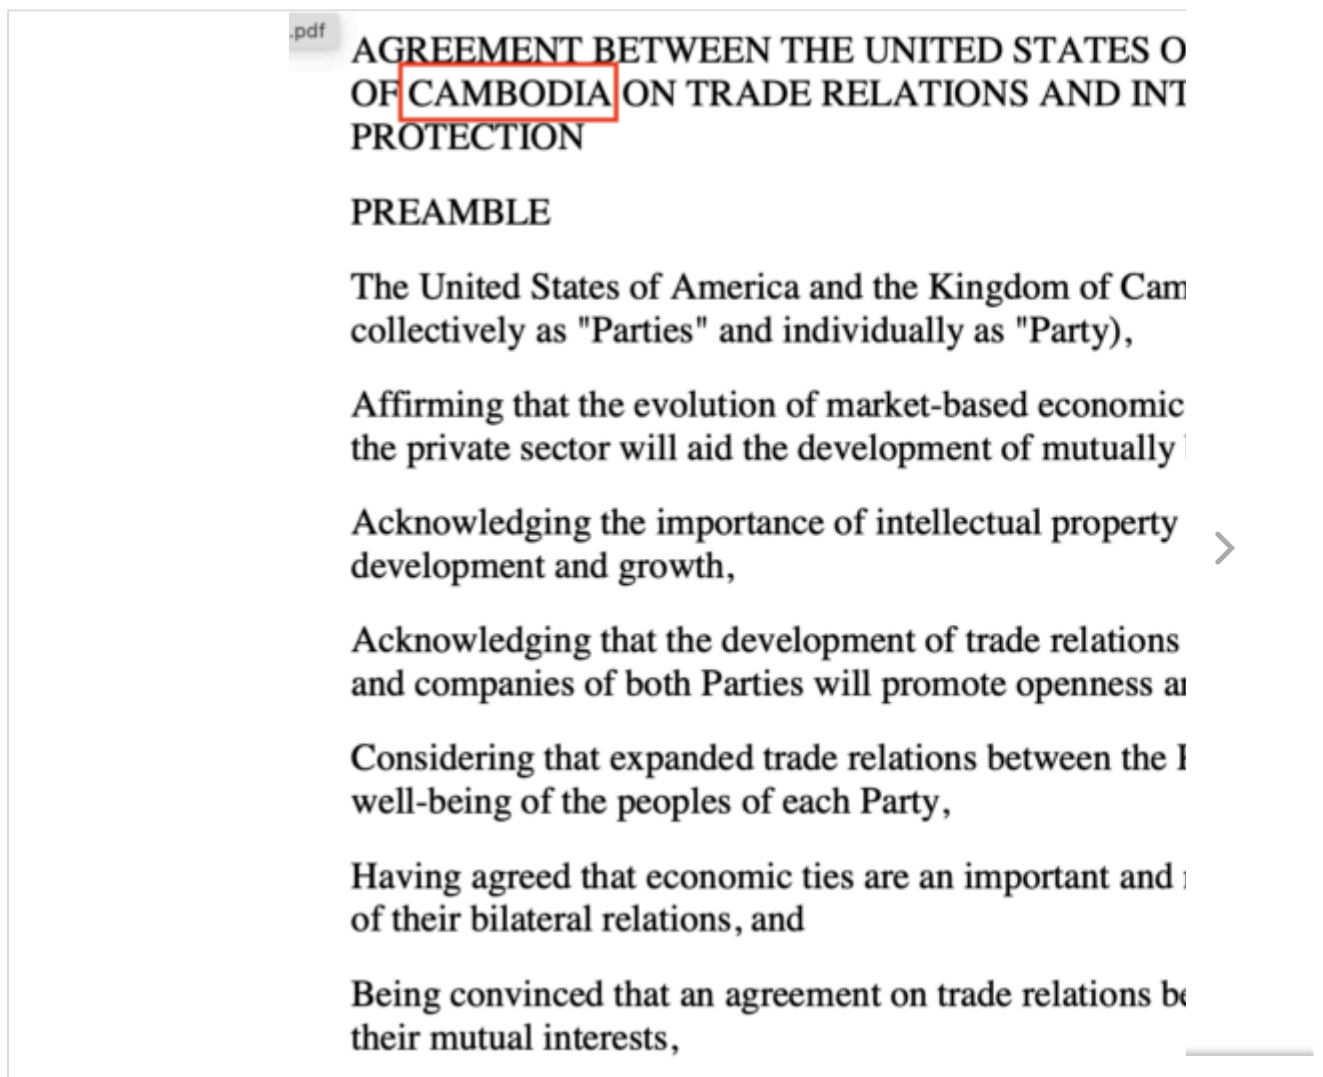 .pdf
AGREEMENT BETWEEN THE UNITED STATES O
OF CAMBODIA ON TRADE RELATIONS AND INT
PROTECTION
PREAMBLE
The United States of America and the Kingdom of Cam
collectively as "Parties" and individually as "Party),
Affirming that the evolution of market-based economic
the private sector will aid the development of mutually
Acknowledging the importance of intellectual property
development and growth,
Acknowledging that the development of trade relations
and companies of both Parties will promote openness an
Considering that expanded trade relations between the
well-being of the peoples of each Party,
Having agreed that economic ties are an important and
of their bilateral relations, and
Being convinced that an agreement on trade relations be
their mutual interests,